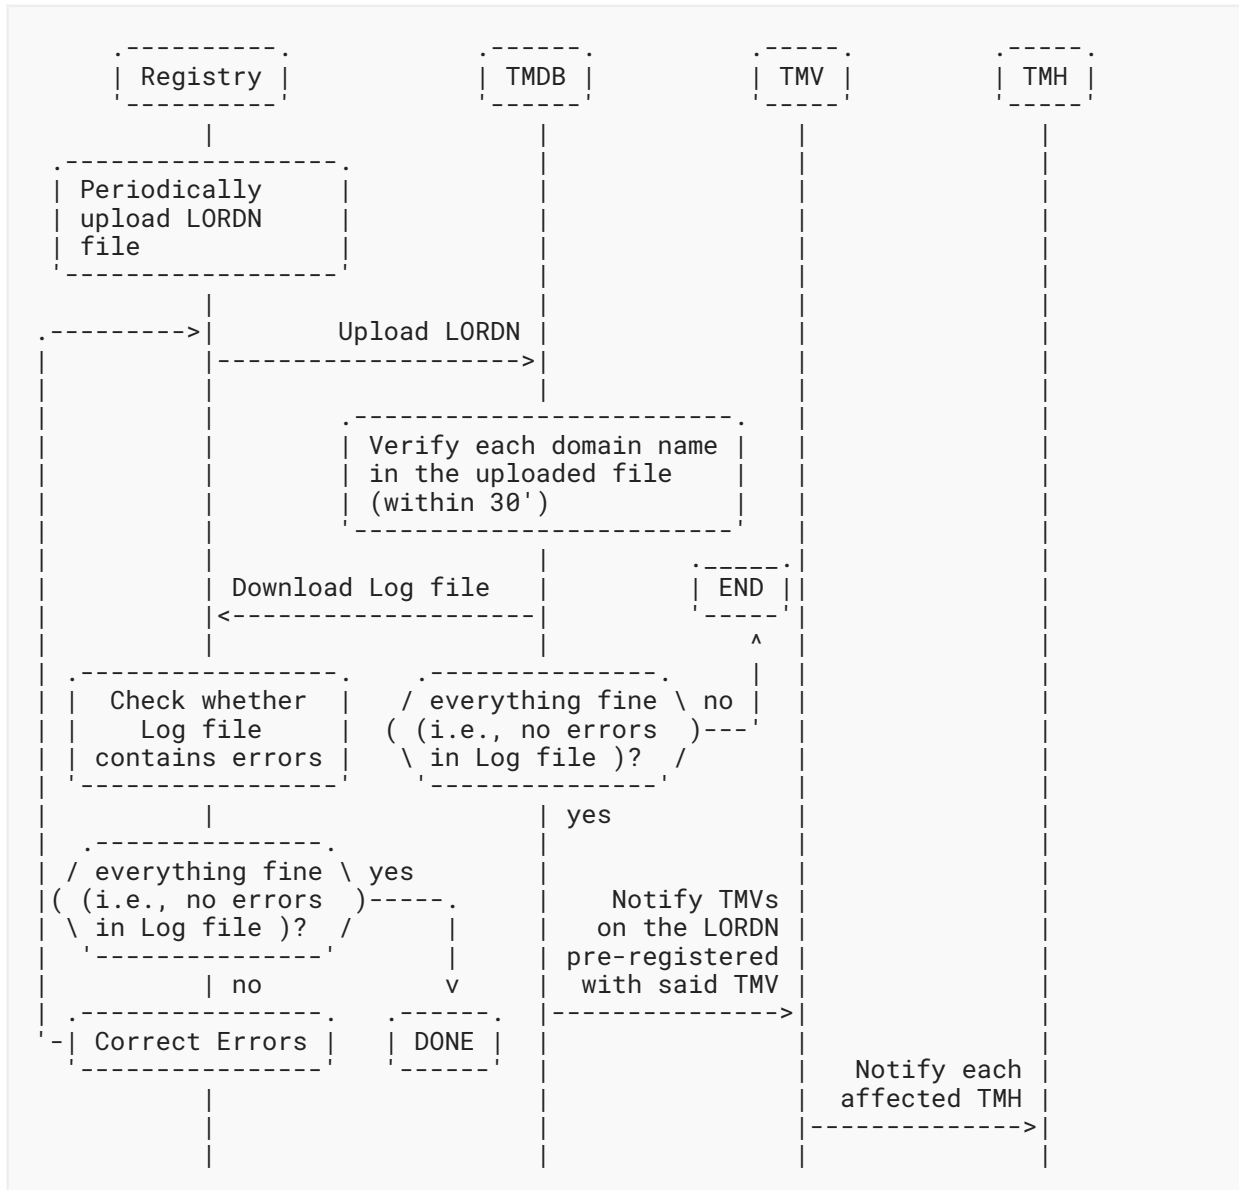 Registry TMDB TMV TMH
Periodically
upload LORDN
file
Upload LORDN
Verify each domain name
in the uploaded file
(within 30')
Download Log file END
Check whether / everything fine \ no
Log file ( (i.e., no errors )
contains errors \ in Log file )? /
yes
/ everything fine \ yes
( (i.e., no errors ) Notify TMVs
\ in Log file )? / on the LORDN
pre-registered
no v with said TMV
Correct Errors DONE
Notify each
affected TMH